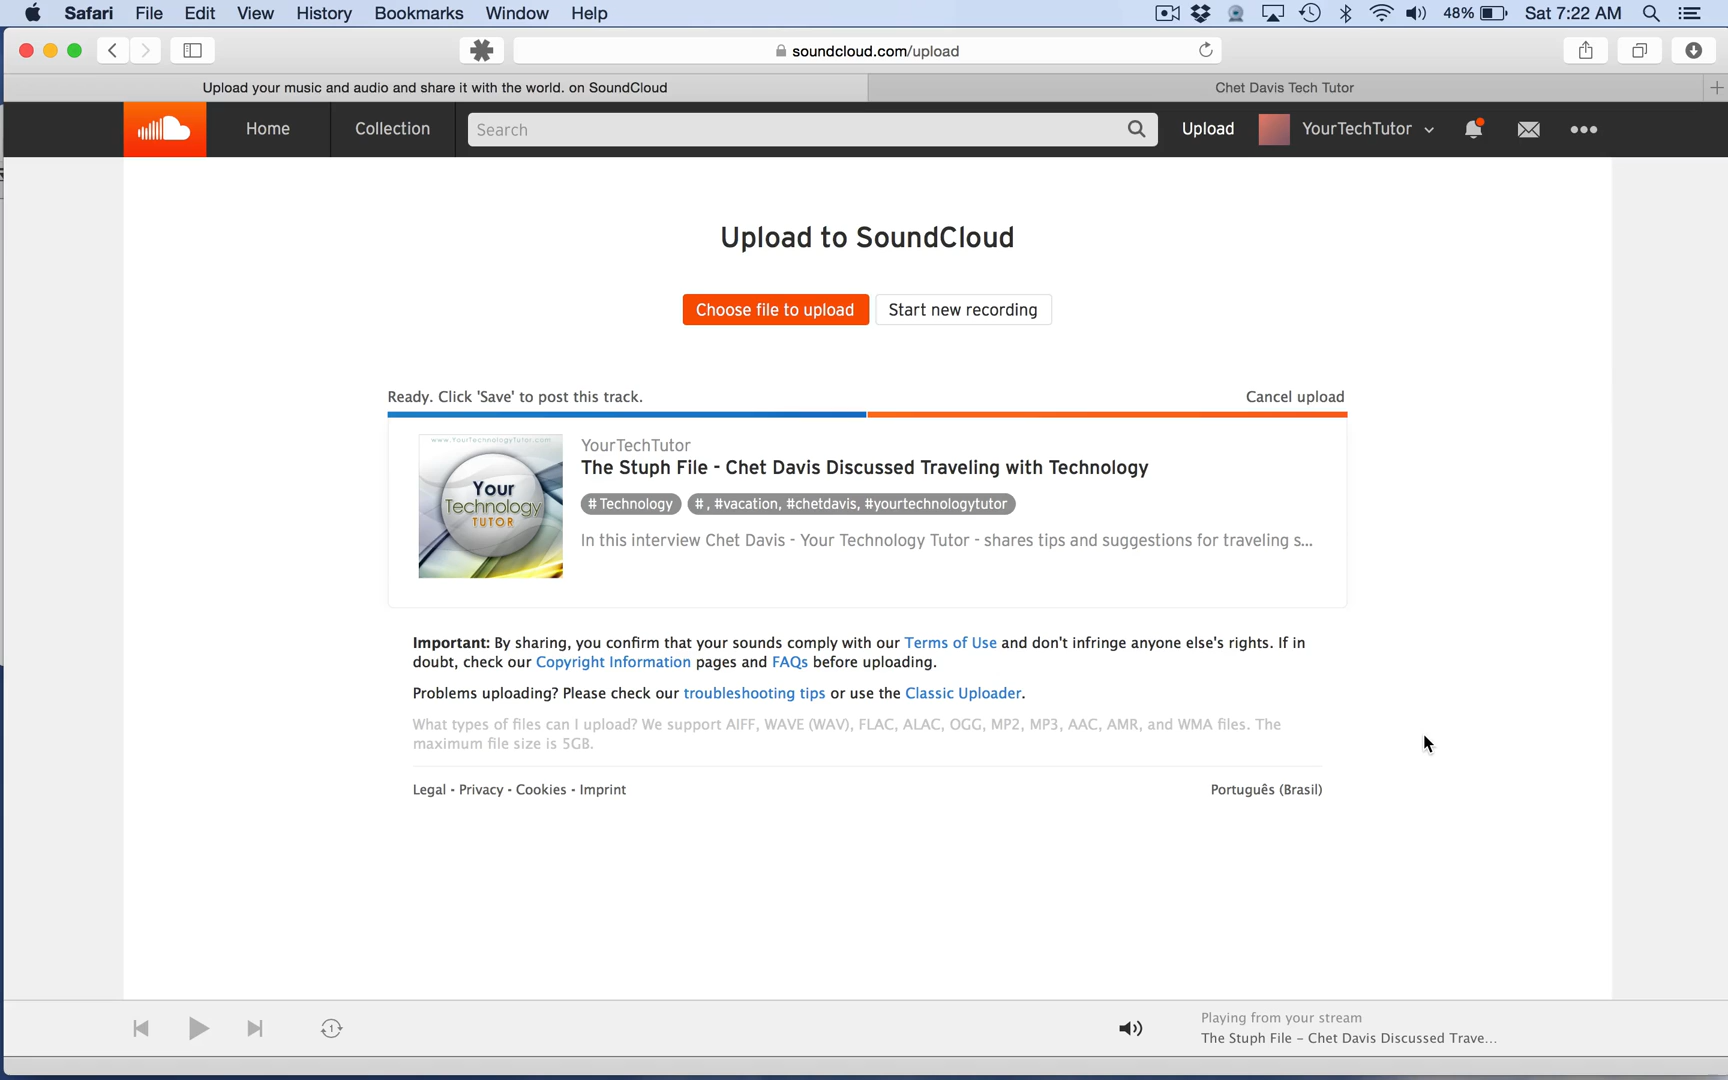 Safari File Edit View History Bookmarks Window Help 48% Sat 7:22 AM
soundcloud.com/upload
Upload your music and audio and share it with the world. on SoundCloud Chet Davis Tech Tutor
Home Collection Search Upload YourTechTutor
Upload to SoundCloud
Choose file to upload Start new recording
Ready. Click 'Save' to post this track. Cancel upload
www.YourTechnologyTutor.com
Your
Technology
TUTOR
YourTechTutor
The Stuph File - Chet Davis Discussed Traveling with Technology
# Technology # , #vacation, #chetdavis, #yourtechnologytutor
In this interview Chet Davis - Your Technology Tutor - shares tips and suggestions for traveling s...
Important: By sharing, you confirm that your sounds comply with our Terms of Use and don't infringe anyone else's rights. If in
doubt, check our Copyright Information pages and FAQs before uploading.
Problems uploading? Please check our troubleshooting tips or use the Classic Uploader.
What types of files can I upload? We support AIFF, WAVE (WAV), FLAC, ALAC, OGG, MP2, MP3, AAC, AMR, and WMA files. The
maximum file size is 5GB.
Legal - Privacy - Cookies - Imprint Português (Brasil)
1
Playing from your stream
The Stuph File – Chet Davis Discussed Trave...